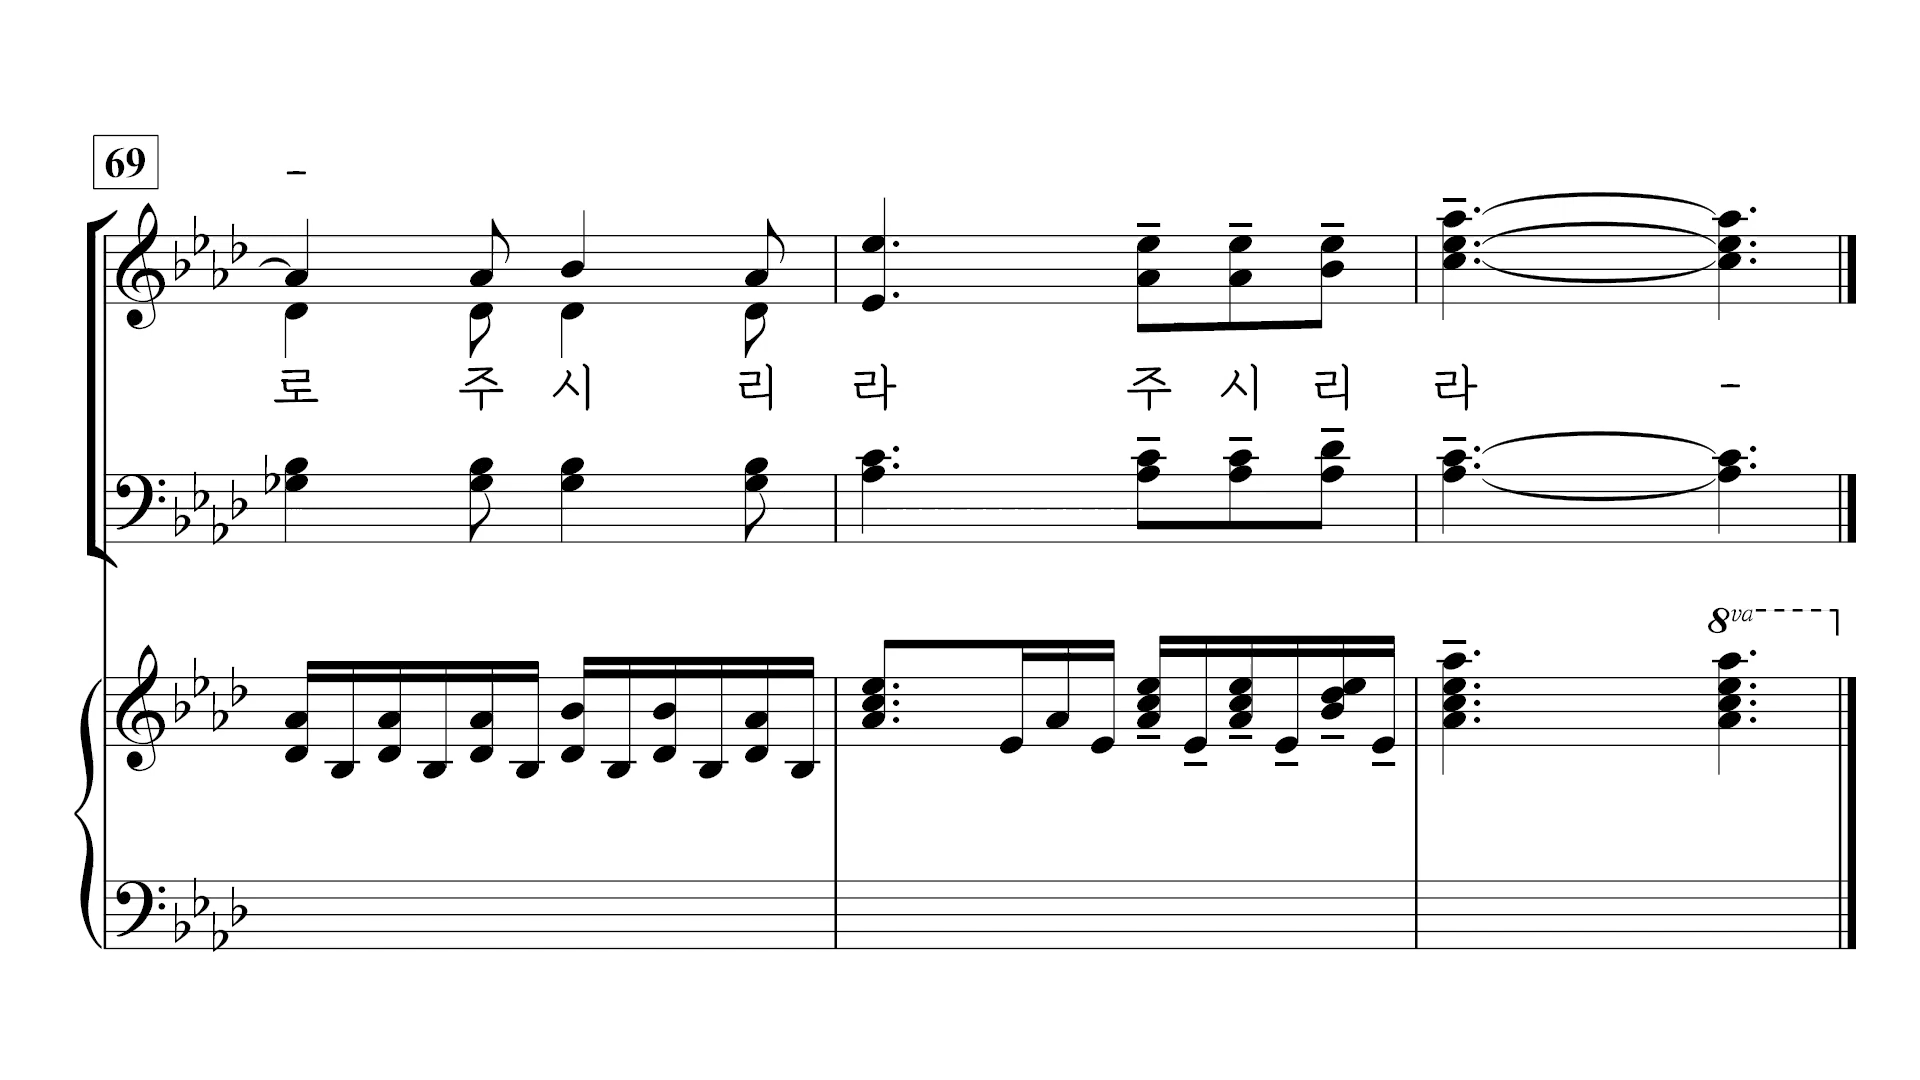 69
-
로 주 시 리 라 주 시 리 라 -
8va